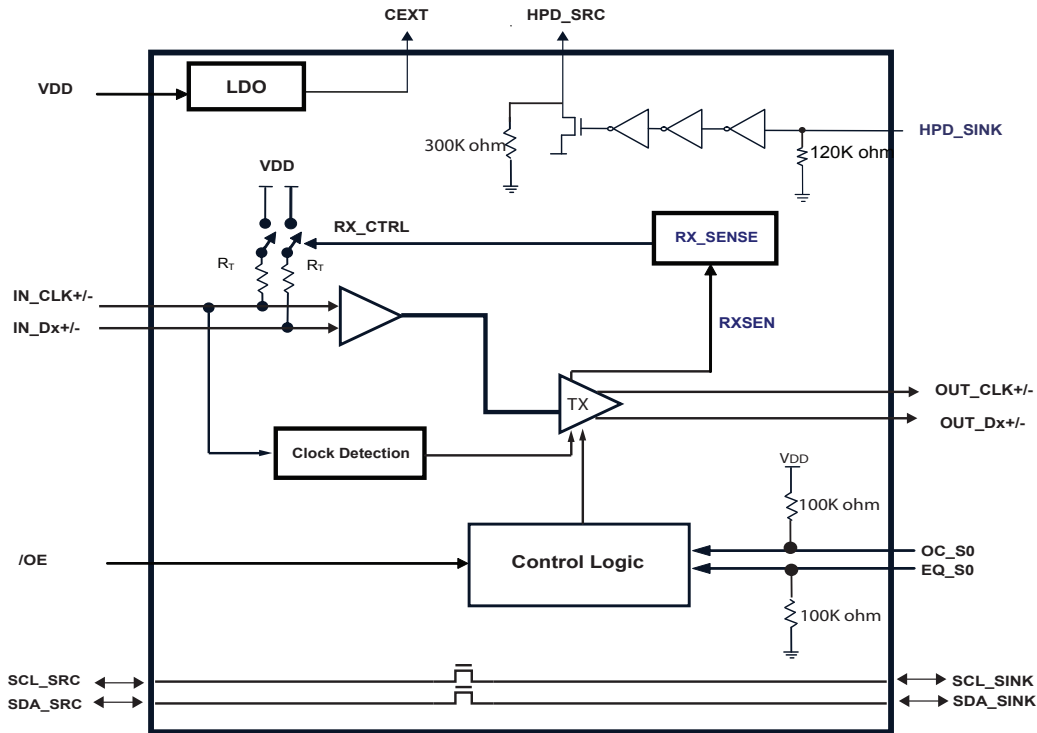 CEXT
HPD_SRC
VDD
LDO
300K ohm
HPD_SINK
120K ohm
VDD
RX_CTRL
RX_SENSE
RT
RT
IN_CLK+/-
IN_Dx+/-
RXSEN
TX
OUT_CLK+/-
OUT_Dx+/-
Clock Detection
VDD
100K ohm
/OE
Control Logic
OC_S0
EQ_S0
100K ohm
SCL_SRC
SCL_SINK
SDA_SRC
SDA_SINK